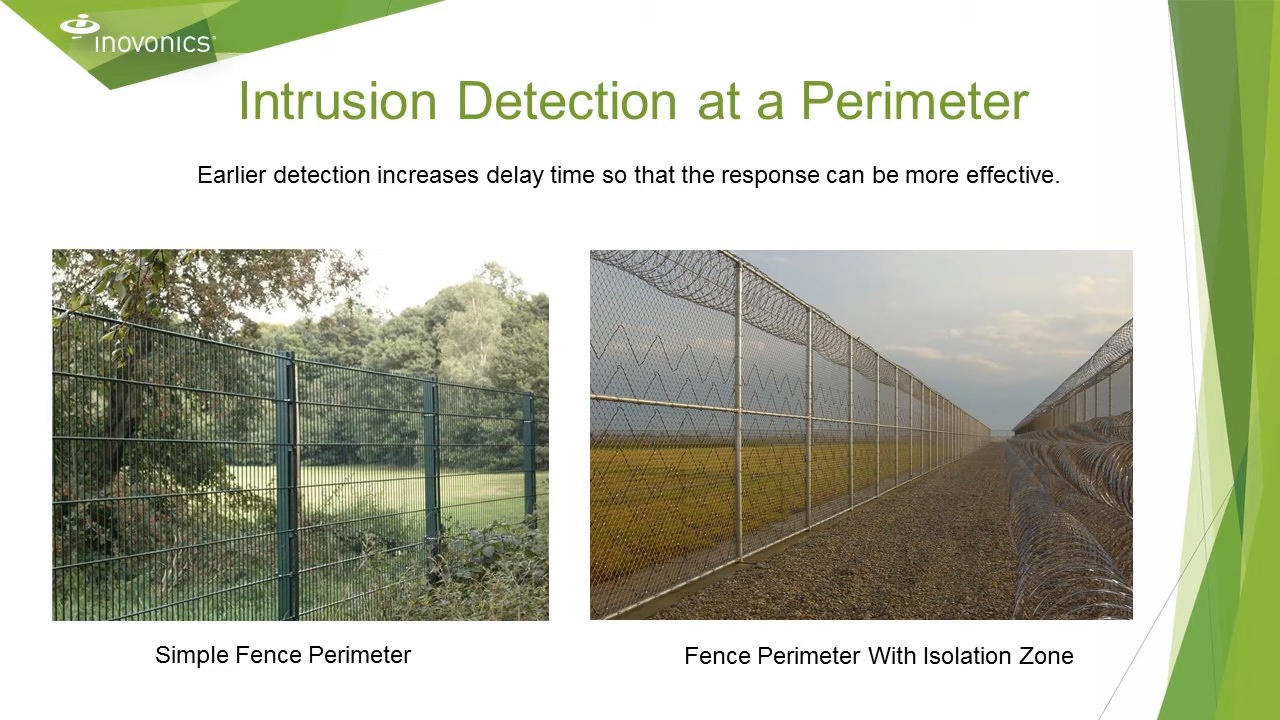 inovonics
Intrusion Detection at a Perimeter
Earlier detection increases delay time so that the response can be more effective.
Simple Fence Perimeter
Fence Perimeter With Isolation Zone